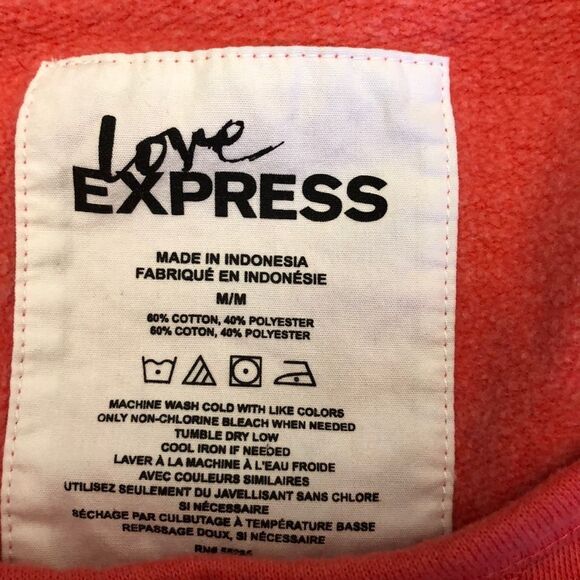 Love
EXPRESS
MADE IN INDONESIA
FABRIQUÉ EN INDONÉSIE
M/M
60% COTTON, 40% POLYESTER
60% COTON, 40% POLYESTER
MACHINE WASH COLD WITH LIKE COLORS
ONLY NON-CHLORINE BLEACH WHEN NEEDED
TUMBLE DRY LOW
COOL IRON IF NEEDED
LAVER À LA MACHINE À L'EAU FROIDE
AVEC COULEURS SIMILAIRES
UTILISEZ SEULEMENT DU JAVELLISANT SANS CHLORE
SI NÉCESSAIRE
SÉCHAGE PAR CULBUTAGE À TEMPÉRATURE BASSE
REPASSAGE DOUX, SI NÉCESSAIRE
RN#